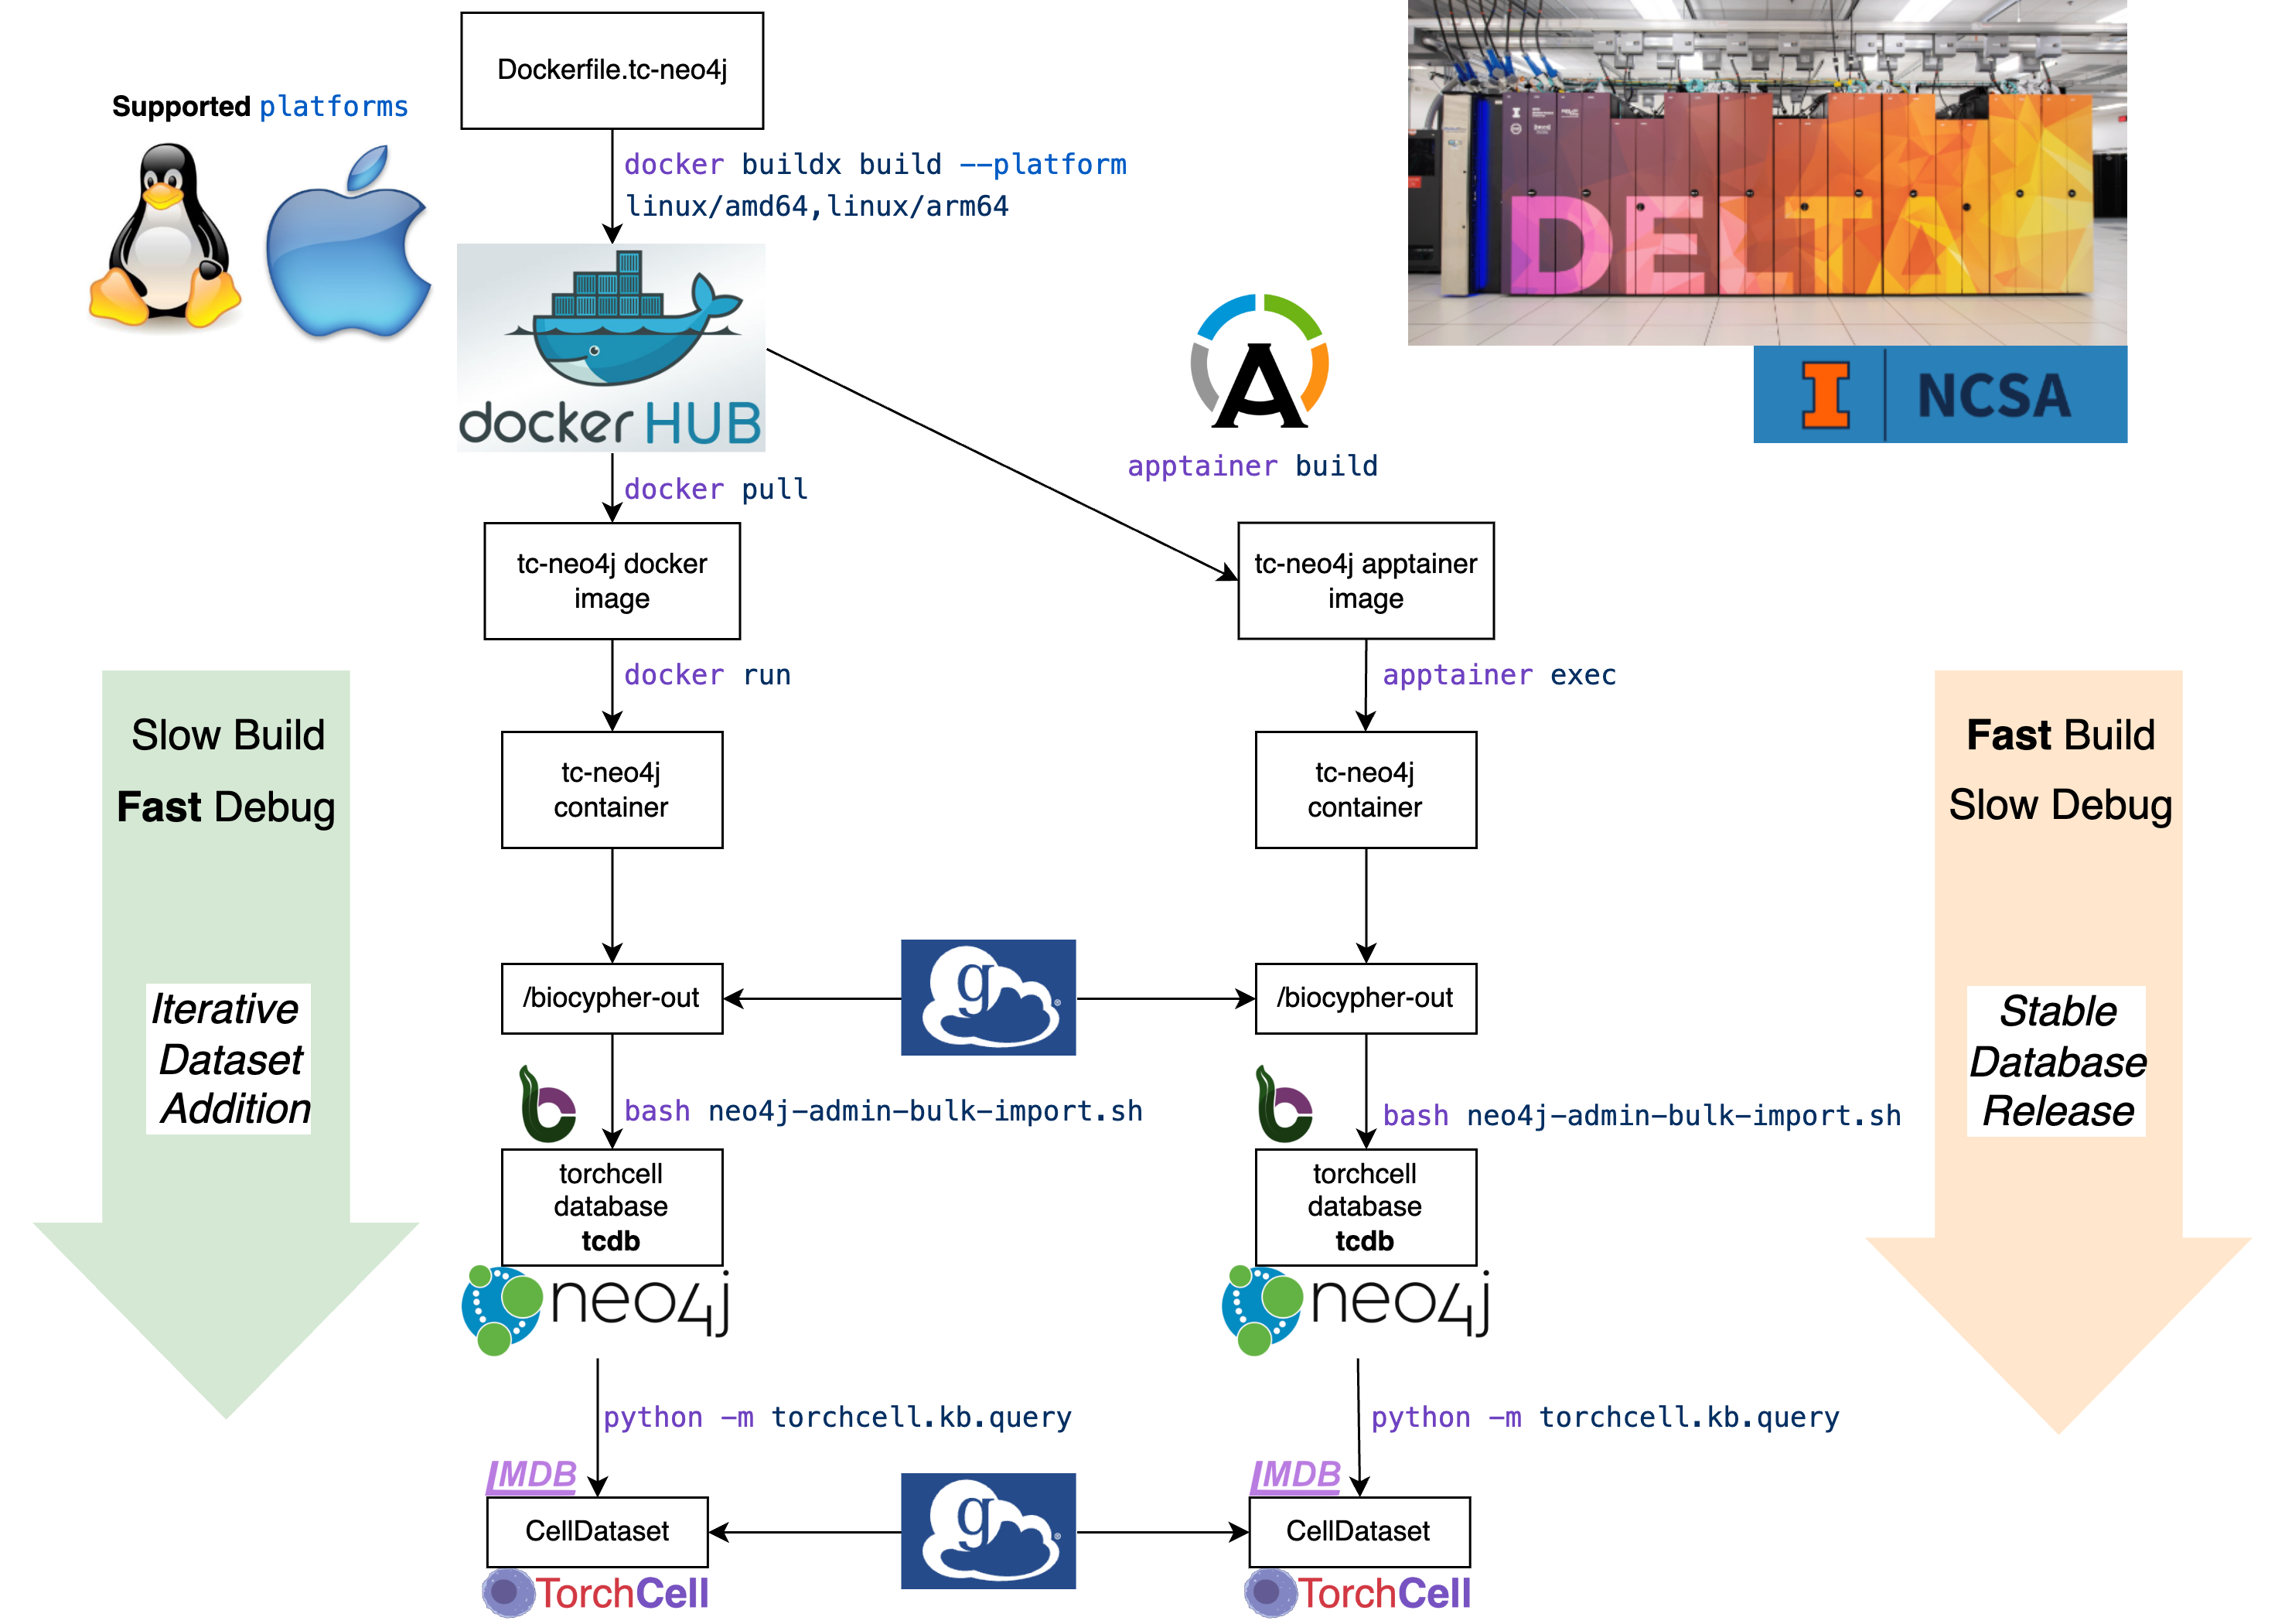 Dockerfile.tc-neo4j
Supported platforms
docker buildx build --platform
linux/amd64,linux/arm64
docker HUB
DELTA
I NCSA
A
apptainer build
docker pull
tc-neo4j docker
image
tc-neo4j apptainer
image
docker run
apptainer exec
Slow Build
Fast Debug
Fast Build
Slow Debug
tc-neo4j
container
tc-neo4j
container
/biocypher-out
g
/biocypher-out
Iterative
Dataset
Addition
Stable
Database
Release
b
bash neo4j-admin-bulk-import.sh
b
bash neo4j-admin-bulk-import.sh
torchcell
database
tcdb
torchcell
database
tcdb
neo4j
neo4j
python -m torchcell.kb.query
python -m torchcell.kb.query
LMDB
LMDB
CellDataset
g
CellDataset
TorchCell
TorchCell